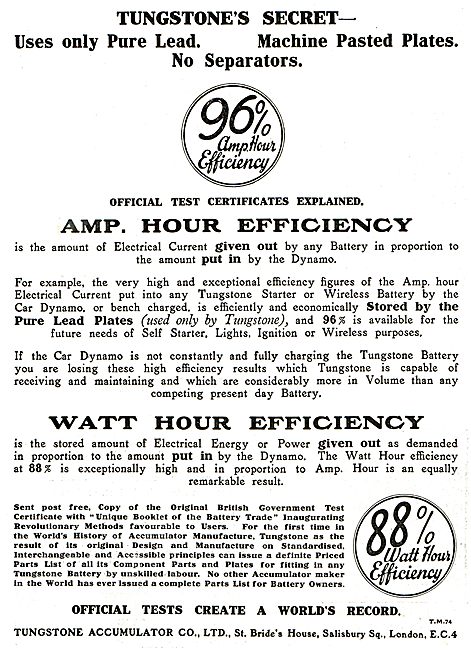 TUNGSTONE'S SECRET—
Uses only Pure Lead. Machine Pasted Plates.
No Separators.
96%
Amp. Hour
Efficiency
OFFICIAL TEST CERTIFICATES EXPLAINED.
AMP. HOUR EFFICIENCY
is the amount of Electrical Current given out by any Battery in proportion to
the amount put in by the Dynamo.
For example, the very high and exceptional efficiency figures of the Amp. hour
Electrical Current put into any Tungstone Starter or Wireless Battery by the
Car Dynamo, or bench charged, is efficiently and economically Stored by the
Pure Lead Plates (used only by Tungstone), and 96% is available for the
future needs of Self Starter, Lights, Ignition or Wireless purposes.
If the Car Dynamo is not constantly and fully charging the Tungstone Battery
you are losing these high efficiency results which Tungstone is capable of
receiving and maintaining and which are considerably more in Volume than any
competing present day Battery.
WATT HOUR EFFICIENCY
is the stored amount of Electrical Energy or Power given out as demanded
in proportion to the amount put in by the Dynamo. The Watt Hour efficiency
at 88% is exceptionally high and in proportion to Amp. Hour is an equally
remarkable result.
Sent post free, Copy of the Original British Government Test
Certificate with "Unique Booklet of the Battery Trade" Inaugurating
Revolutionary Methods favourable to Users. For the first time in
the World's History of Accumulator Manufacture, Tungstone as the
result of its original Design and Manufacture on Standardised,
Interchangeable and Accessible principles can issue a definite Priced
Parts List of all its Component Parts and Plates for fitting in any
Tungstone Battery by unskilled labour. No other Accumulator maker
in the World has ever issued a complete Parts List for Battery Owners.
88%
Watt Hour
Efficiency
OFFICIAL TESTS CREATE A WORLD'S RECORD.
T.M.74
TUNGSTONE ACCUMULATOR CO., LTD., St. Bride's House, Salisbury Sq., London, E.C.4